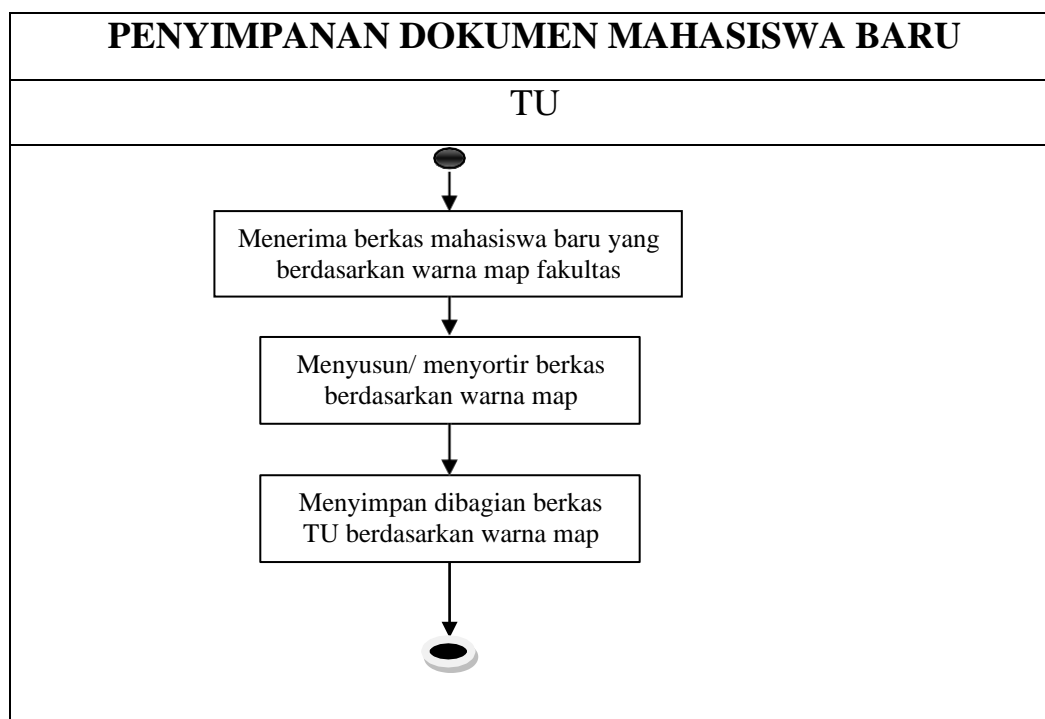 PENYIMPANAN DOKUMEN MAHASISWA BARU
TU
Menerima berkas mahasiswa baru yang
berdasarkan warna map fakultas
Menyusun/ menyortir berkas
berdasarkan warna map
Menyimpan dibagian berkas
TU berdasarkan warna map